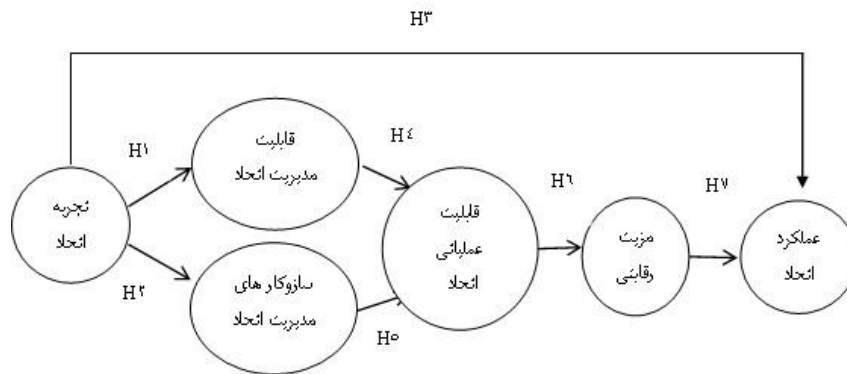 H۳
H۱
قابلیت
مدیریت اتحاد
H٤
تجربه
اتحاد
H۲
سازوکار های
مدیریت اتحاد
H٥
قابلیت
عملیاتی
اتحاد
H٦
مزیت
رقابتی
H۷
عملکرد
اتحاد